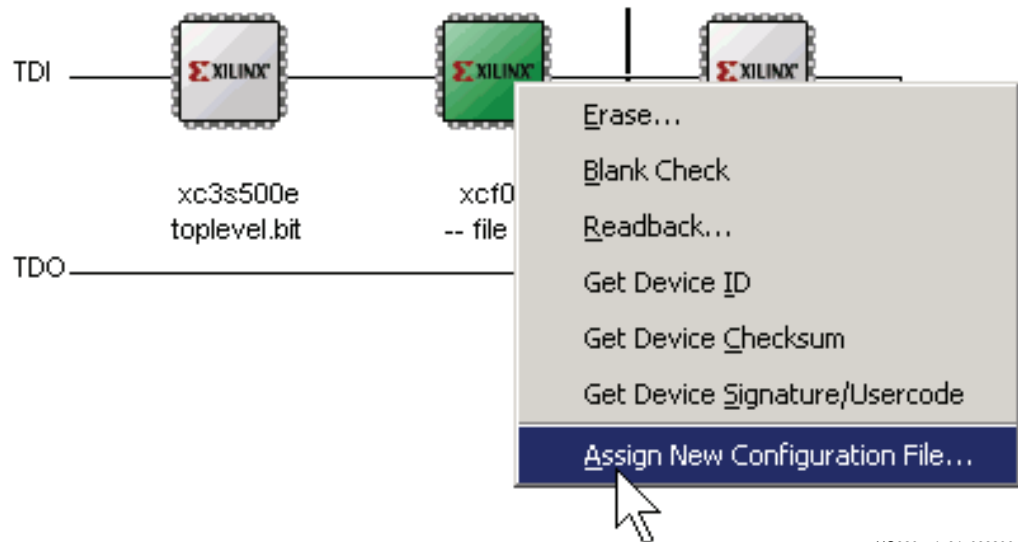 TDI
XILINX
XILINX
XILINX
xc3s500e
toplevel.bit
xcf0
-- file
TDO
Erase...
Blank Check
Readback...
Get Device ID
Get Device Checksum
Get Device Signature/Usercode
Assign New Configuration File...